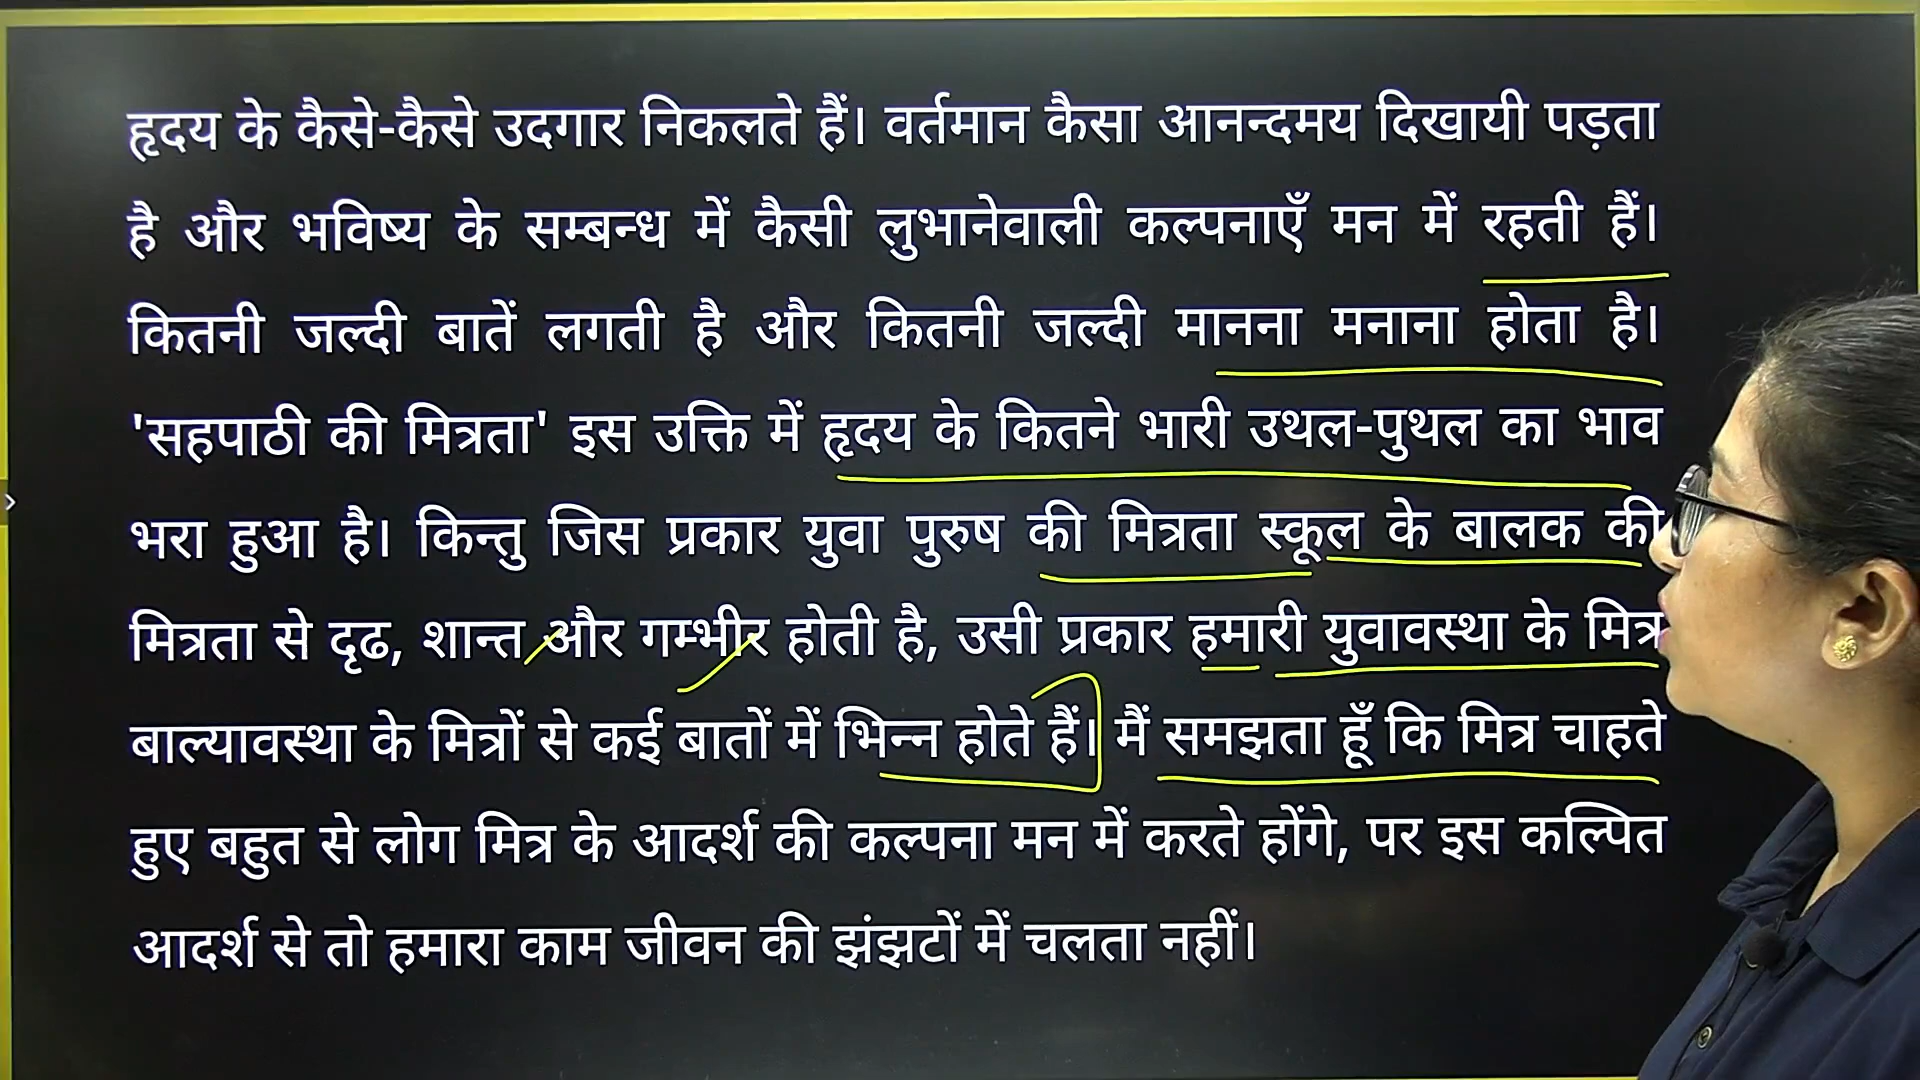 हृदय के कैसे-कैसे उदगार निकलते हैं। वर्तमान कैसा आनन्दमय दिखायी पड़ता
है और भविष्य के सम्बन्ध में कैसी लुभानेवाली कल्पनाएँ मन में रहती हैं।
कितनी जल्दी बातें लगती है और कितनी जल्दी मानना मनाना होता है।
'सहपाठी की मित्रता' इस उक्ति में हृदय के कितने भारी उथल-पुथल का भाव
भरा हुआ है। किन्तु जिस प्रकार युवा पुरुष की मित्रता स्कूल के बालक की
मित्रता से दृढ, शान्त और गम्भीर होती है, उसी प्रकार हमारी युवावस्था के मित्र
बाल्यावस्था के मित्रों से कई बातों में भिन्न होते हैं। मैं समझता हूँ कि मित्र चाहते
हुए बहुत से लोग मित्र के आदर्श की कल्पना मन में करते होंगे, पर इस कल्पित
आदर्श से तो हमारा काम जीवन की झंझटों में चलता नहीं।